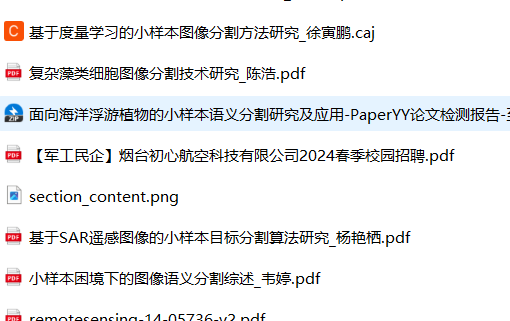 C
基于度量学习的小样本图像分割方法研究_徐寅鹏.caj
PDF
复杂藻类细胞图像分割技术研究_陈浩.pdf
ZIP
面向海洋浮游植物的小样本语义分割研究及应用-PaperYY论文检测报告-
PDF
【军工民企】烟台初心航空科技有限公司2024春季校园招聘.pdf
section_content.png
PDF
基于SAR遥感图像的小样本目标分割算法研究_杨艳栖.pdf
PDF
小样本困境下的图像语义分割综述_韦婷.pdf
PDF
remotesensing-14-05736-v2.pdf